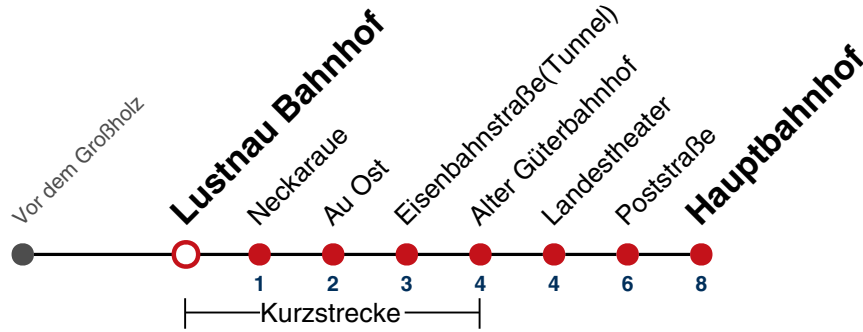 Vor dem Großholz
Lustnau Bahnhof
Neckaraue
Au Ost
Eisenbahnstraße(Tunnel)
Alter Güterbahnhof
Landestheater
Poststraße
Hauptbahnhof
1 2 3 4 4 6 8
Kurzstrecke